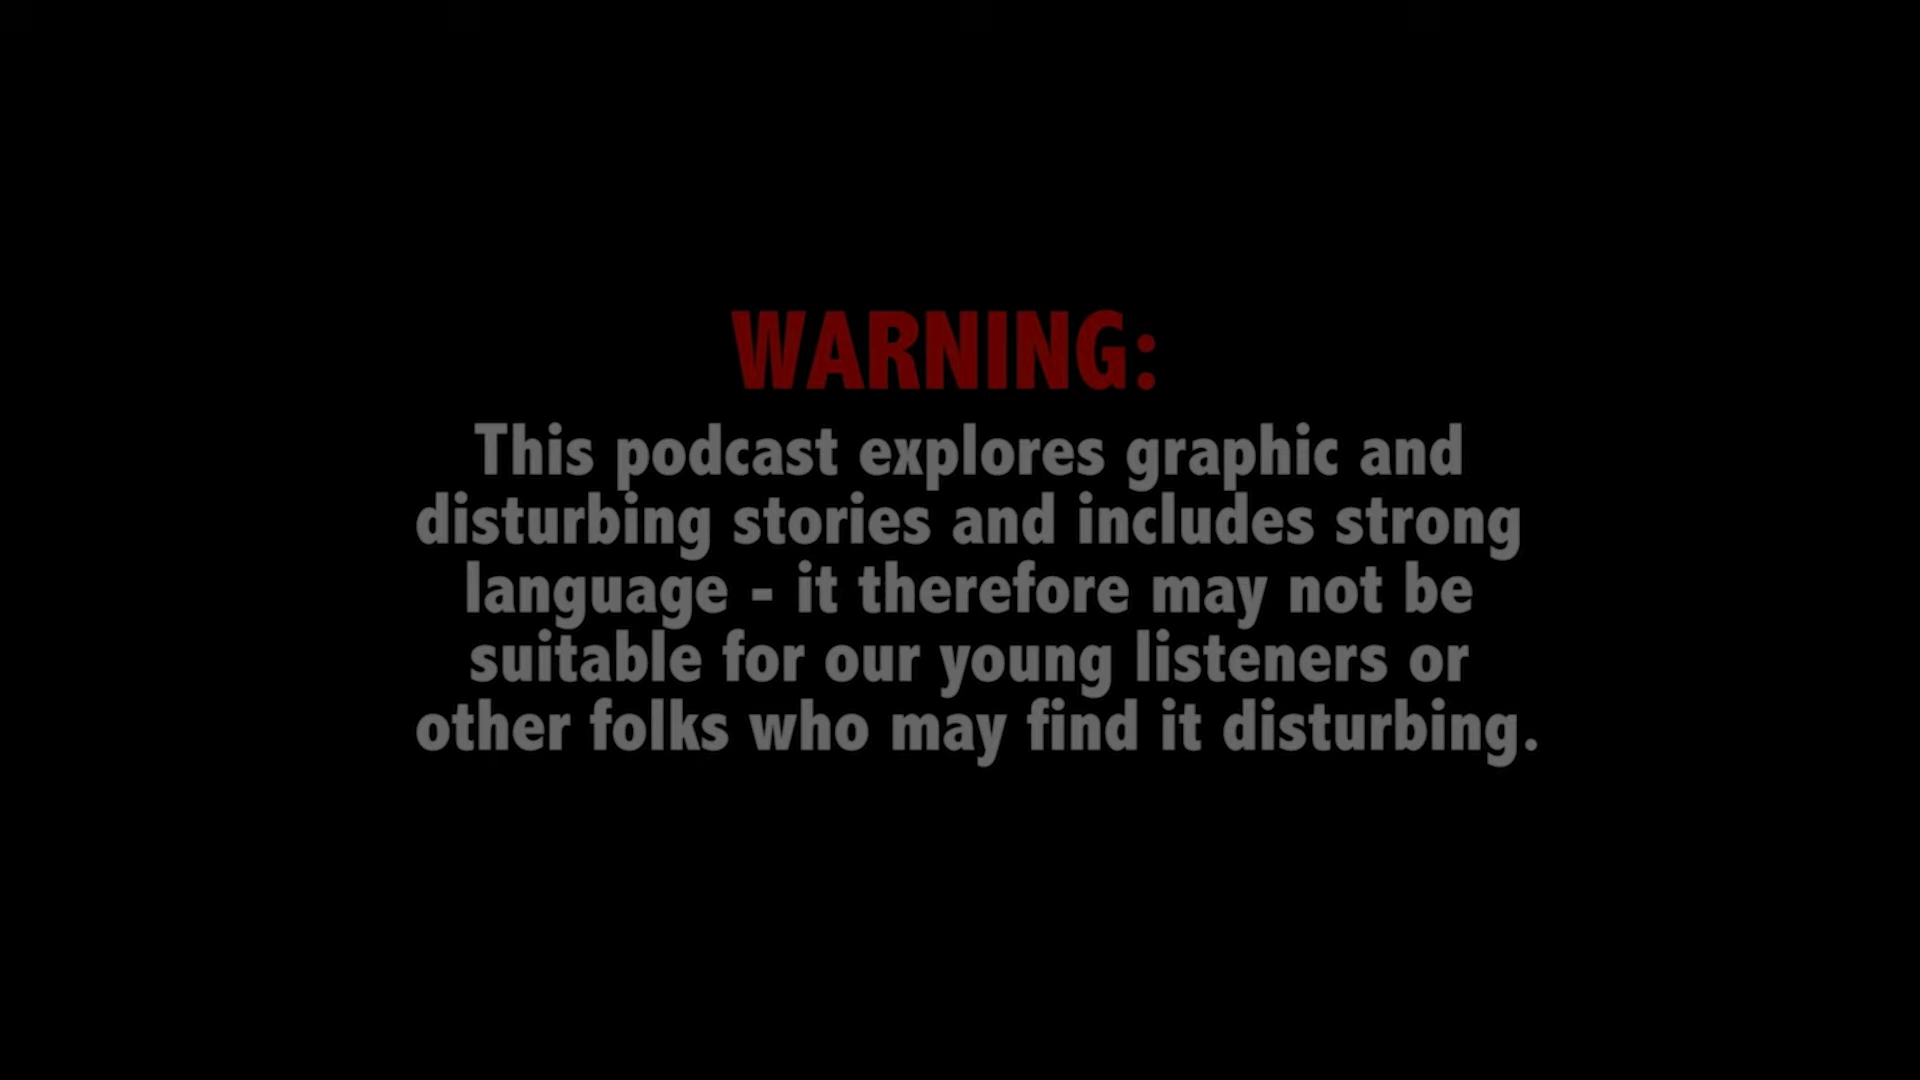 WARNING:
This podcast explores graphic and
disturbing stories and includes strong
language - it therefore may not be
suitable for our young listeners or
other folks who may find it disturbing.